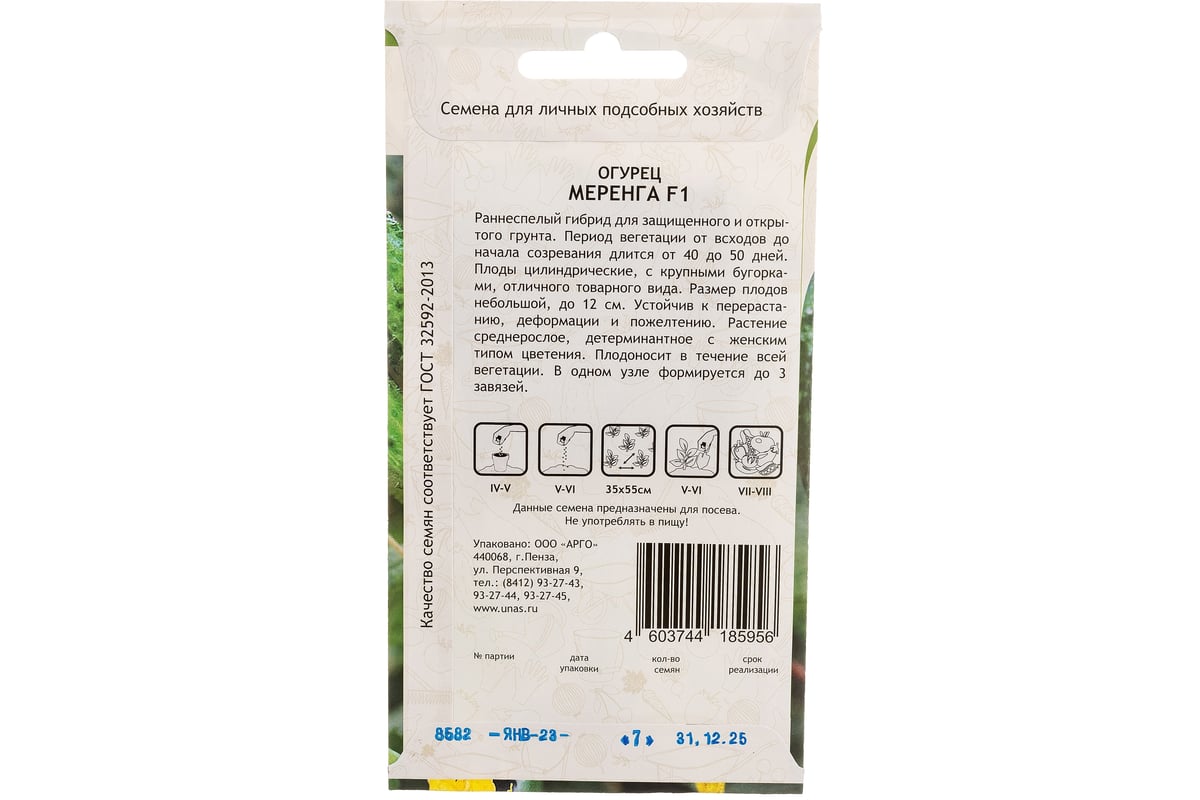 Семена для личных подсобных хозяйств
ОГУРЕЦ
МЕРЕНГА F1
Раннеспелый гибрид для защищенного и откры-
того грунта. Период вегетации от всходов до
начала созревания длится от 40 до 50 дней.
Плоды цилиндрические, с крупными бугорка-
ми, отличного товарного вида. Размер плодов
небольшой, до 12 см. Устойчив к перераста-
нию, деформации и пожелтению. Растение
среднерослое, детерминантное с женским
типом цветения. Плодоносит в течение всей
вегетации. В одном узле формируется до 3
завязей.
Качество семян соответствует ГОСТ 32592-2013
IV-V V-VI 35х55см V-VI VII-VIII
Данные семена предназначены для посева.
Не употреблять в пищу!
Упаковано: ООО «АРГО»
440068, г.Пенза,
ул. Перспективная 9,
тел.: (8412) 93-27-43,
93-27-44, 93-27-45,
www.unas.ru
4 603744 185956
№ партии дата упаковки кол-во семян срок реализации
8582 -ЯНВ-23- «7» 31.12.25